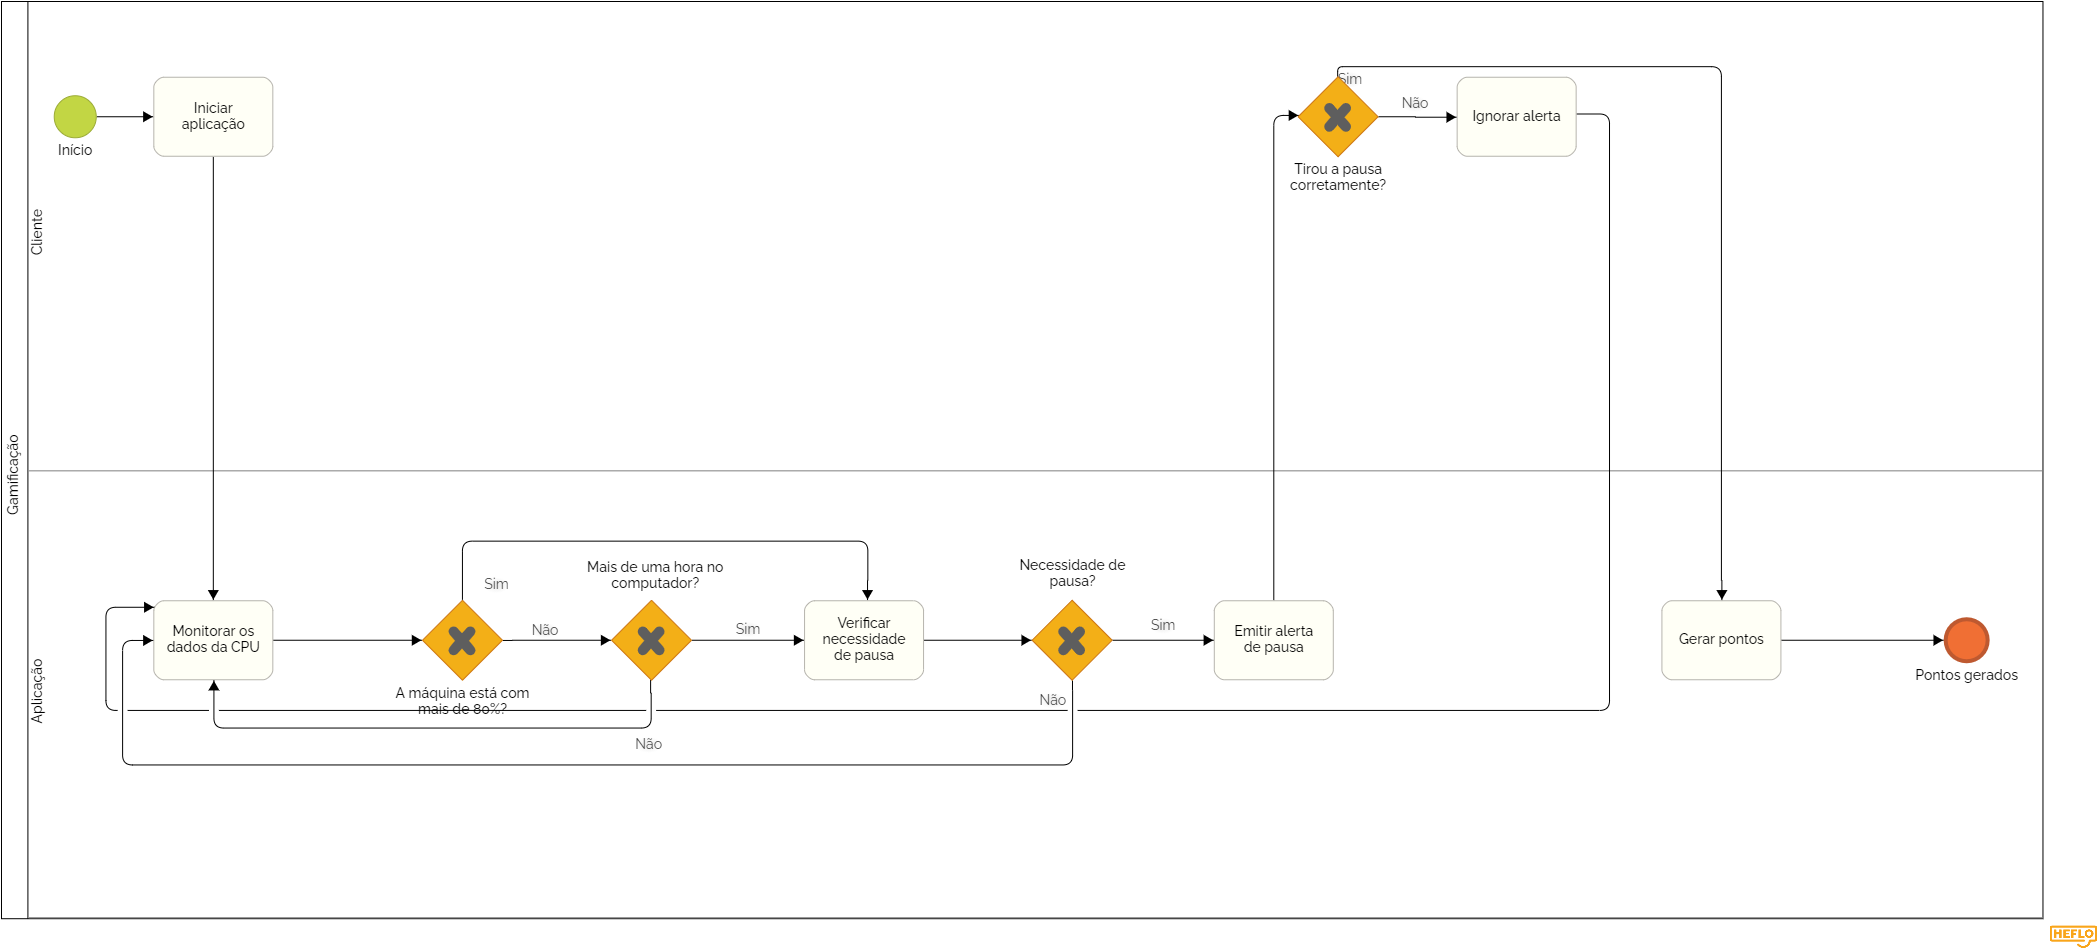 Gamificação
Cliente
Início
Iniciar
aplicação
Sim
Não
Tirou a pausa
corretamente?
Ignorar alerta
Aplicação
Monitorar os
dados da CPU
Sim
A máquina está com
mais de 80%?
Não
Mais de uma hora no
computador?
Sim
Não
Verificar
necessidade
de pausa
Necessidade de
pausa?
Sim
Não
Emitir alerta
de pausa
Gerar pontos
Pontos gerados
HEFLO